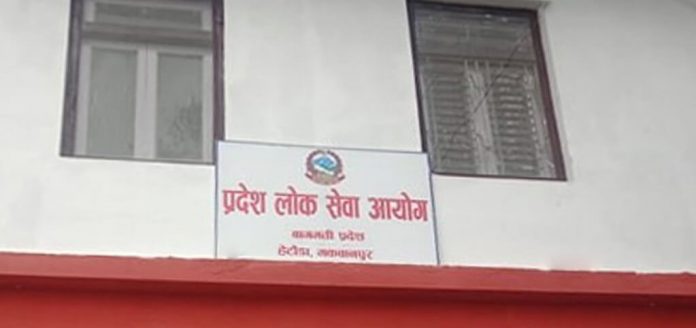 प्रदेश लोक सेवा आयोग
बागमती प्रदेश
हेटौंडा, मकवानपुर